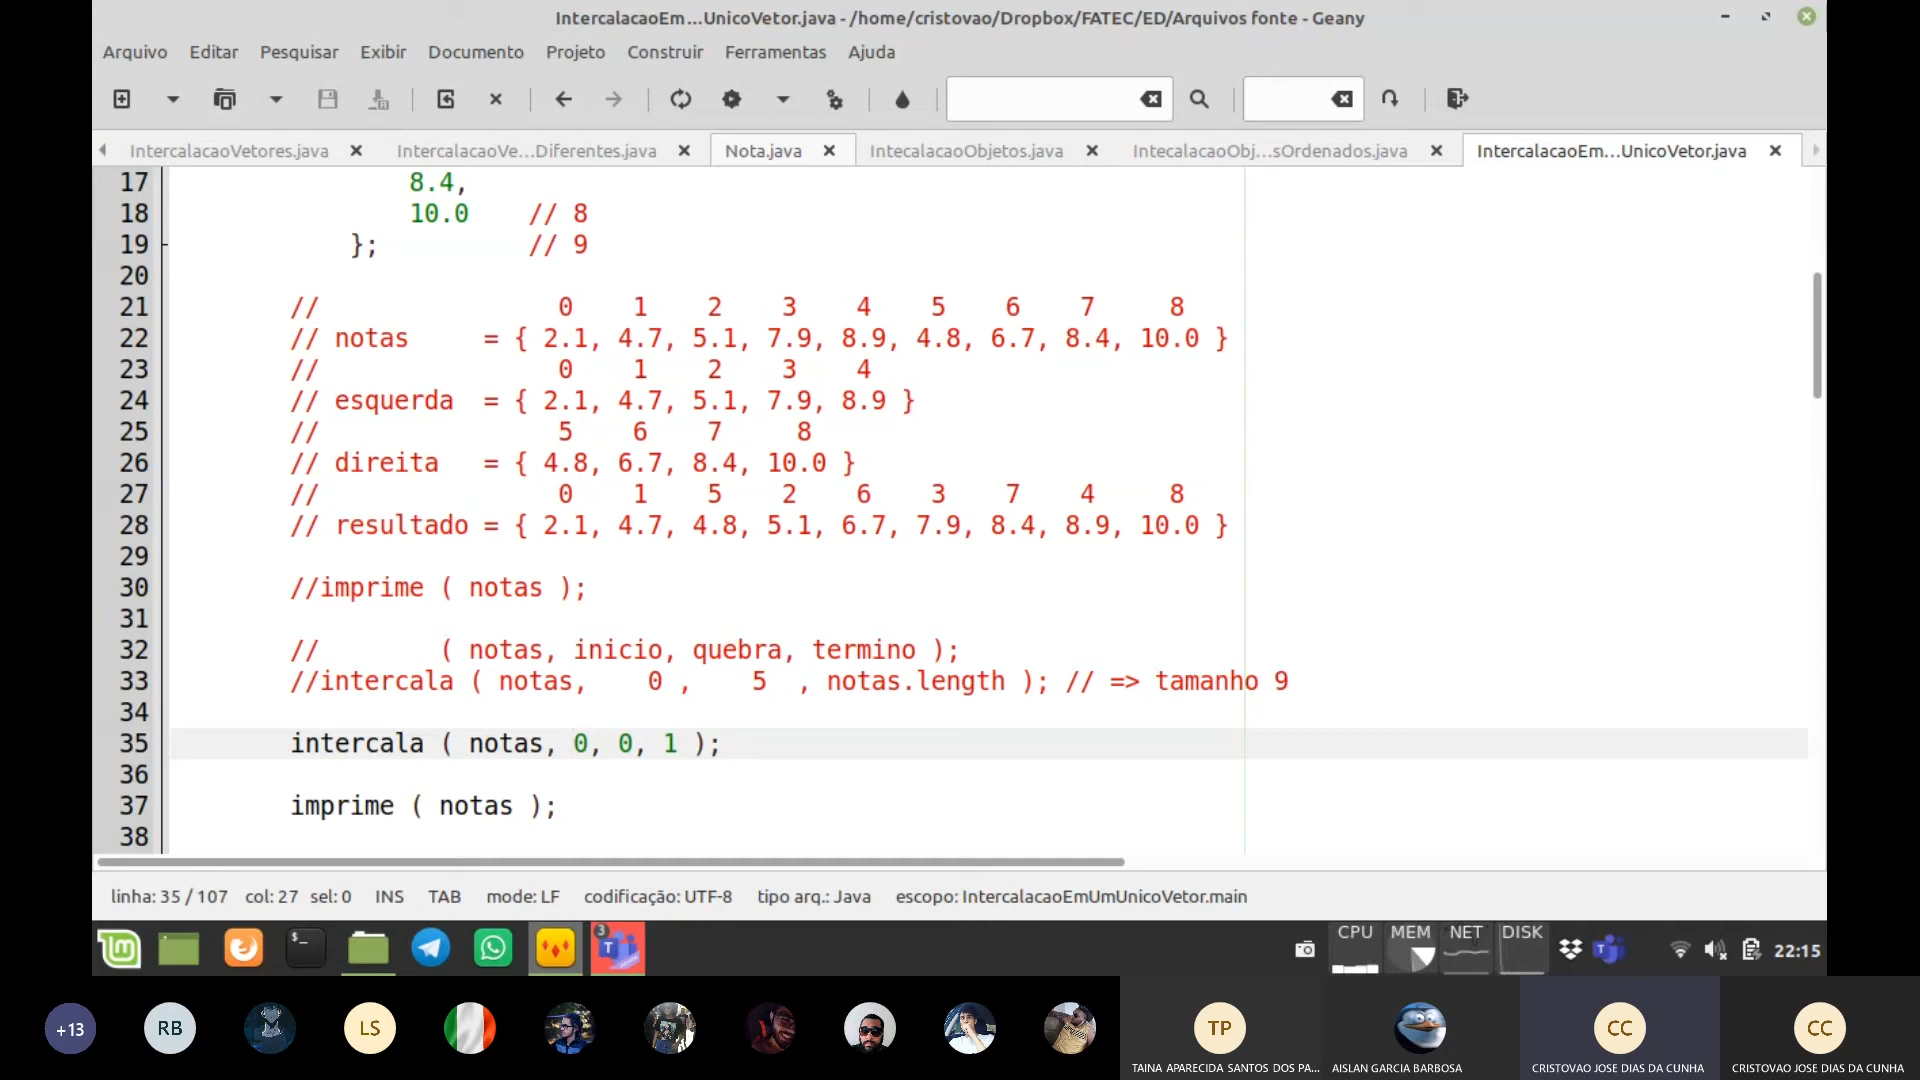 IntercalacaoEm...UnicoVetor.java - /home/cristovao/Dropbox/FATEC/ED/Arquivos fonte - Geany
Arquivo Editar Pesquisar Exibir Documento Projeto Construir Ferramentas Ajuda
IntercalacaoVetores.java IntercalacaoVe...Diferentes.java Nota.java IntecalacaoObjetos.java IntecalacaoObj...sOrdenados.java IntercalacaoEm...UnicoVetor.java
17 8.4,
18 10.0 // 8
19 }; // 9
20
21 // 0 1 2 3 4 5 6 7 8
22 // notas = { 2.1, 4.7, 5.1, 7.9, 8.9, 4.8, 6.7, 8.4, 10.0 }
23 // 0 1 2 3 4
24 // esquerda = { 2.1, 4.7, 5.1, 7.9, 8.9 }
25 // 5 6 7 8
26 // direita = { 4.8, 6.7, 8.4, 10.0 }
27 // 0 1 5 2 6 3 7 4 8
28 // resultado = { 2.1, 4.7, 4.8, 5.1, 6.7, 7.9, 8.4, 8.9, 10.0 }
29
30 //imprime ( notas );
31
32 // ( notas, inicio, quebra, termino );
33 //intercala ( notas, 0 , 5 , notas.length ); // => tamanho 9
34
35 intercala ( notas, 0, 0, 1 );
36
37 imprime ( notas );
38
linha: 35 / 107 col: 27 sel: 0 INS TAB mode: LF codificação: UTF-8 tipo arq.: Java escopo: IntercalacaoEmUmUnicoVetor.main
3 CPU MEM NET DISK 22:15
+13 RB LS TP CC CC
TAINA APARECIDA SANTOS DOS PA... AISLAN GARCIA BARBOSA CRISTOVAO JOSE DIAS DA CUNHA CRISTOVAO JOSE DIAS DA CUNHA